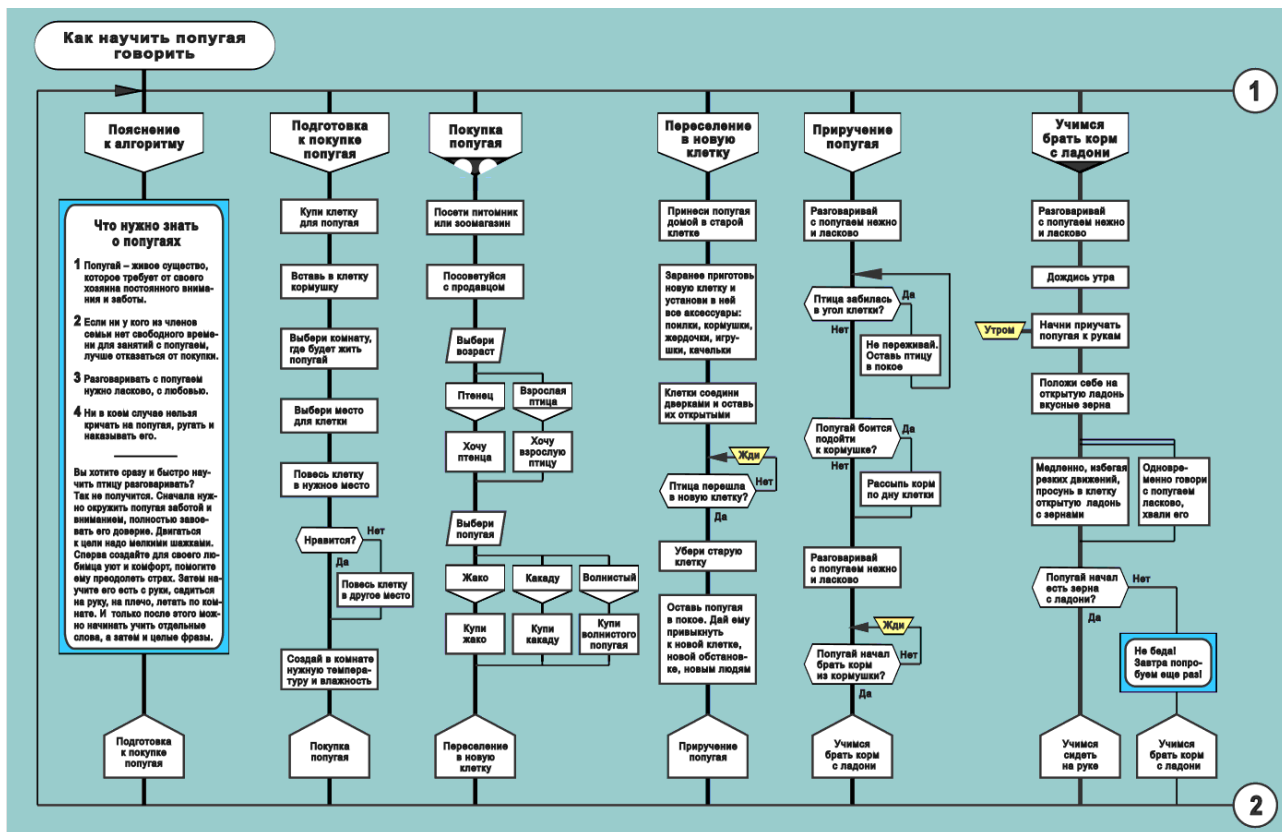 Как научить попугая
говорить
1
Пояснение
к алгоритму
Что нужно знать
о попугаях
1 Попугай – живое существо,
которое требует от своего
хозяина постоянного внима-
ния и заботы.
2 Если ни у кого из членов
семьи нет свободного време-
ни для занятий с попугаем,
лучше отказаться от покупки.
3 Разговаривать с попугаем
нужно ласково, с любовью.
4 Ни в коем случае нельзя
кричать на попугая, ругать и
наказывать его.
Вы хотите сразу и быстро нау-
чить птицу разговаривать?
Так не получится. Сначала нуж-
но окружить попугая заботой и
вниманием, полностью завое-
вать его доверие. Двигаться
к цели надо мелкими шажками.
Сперва создайте для своего лю-
бимца уют и комфорт, помогите
ему преодолеть страх. Затем на-
учите его есть с руки, садиться
на руку, на плечо, летать по ком-
нате. И только после этого мож-
но начинать учить отдельные
слова, а затем и целые фразы.
Подготовка
к покупке
попугая
Подготовка
к покупке
попугая
Купи клетку
для попугая
Вставь в клетку
кормушку
Выбери комнату,
где будет жить
попугай
Выбери место
для клетки
Повесь клетку
в нужное место
Нравится?
Нет
Да
Повесь клетку
в другое место
Создай в комнате
нужную темпера-
туру и влажность
Покупка
попугая
Покупка
попугая
Посети питомник
или зоомагазин
Посоветуйся
с продавцом
Выбери
возраст
Птенец
Взрослая
птица
Хочу
птенца
Хочу
взрослую
птицу
Выбери
попугая
Жако
Какаду
Волнистый
Купи
жако
Купи
какаду
Купи
волнистого
попугая
Переселение
в новую
клетку
Переселение
в новую
клетку
Принеси попугая
домой в старой
клетке
Заранее приготовь
новую клетку и
установи в ней
все аксессуары:
поилки, кормушки,
жердочки, игру-
шки, качельки
Клетки соедини
дверками и оставь
их открытыми
Жди
Птица перешла
в новую клетку?
Нет
Да
Убери старую
клетку
Оставь попугая
в покое. Дай ему
привыкнуть
к новой клетке,
новой обстанов-
ке, новым людям
Приручение
попугая
Приручение
попугая
Разговаривай
с попугаем нежно
и ласково
Птица забилась
в угол клетки?
Да
Нет
Не переживай.
Оставь птицу
в покое
Попугай боится
подойти
к кормушке?
Да
Нет
Рассыпь корм
по дну клетки
Разговаривай
с попугаем нежно
и ласково
Жди
Попугай начал
брать корм
из кормушки?
Нет
Да
Учимся
брать корм
с ладони
Учимся
брать корм
с ладони
Разговаривай
с попугаем нежно
и ласково
Дождись утра
Утром
Начни приучать
попугая к рукам
Положи себе на
открытую ладонь
вкусные зерна
Медленно, избегая
резких движений,
просунь в клетку
открытую ладонь
с зернами
Одновре-
менно говори
с попугаем
ласково,
хвали его
Попугай начал
есть зерна
с ладони?
Нет
Да
Не беда!
Завтра попро-
буем еще раз!
Учимся
сидеть
на руке
Учимся
брать корм
с ладони
2